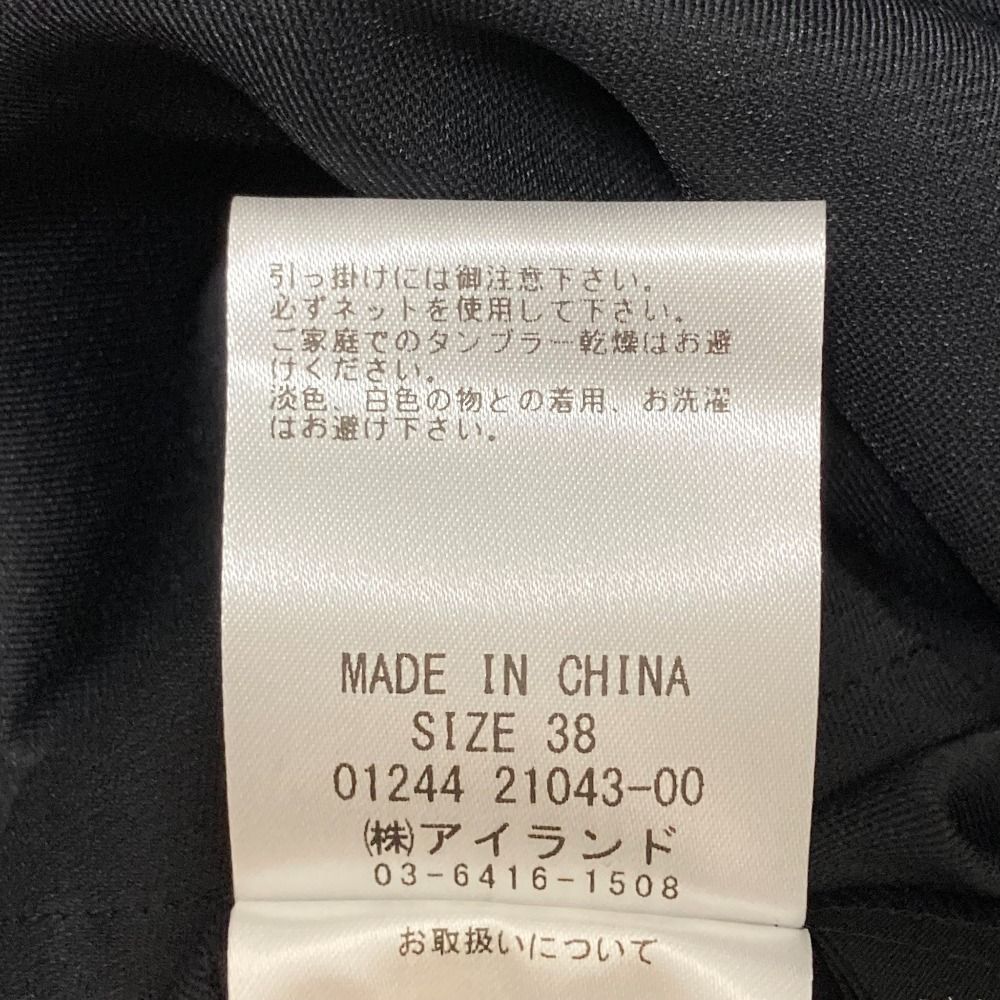 引っ掛けには御注意下さい。
必ずネットを使用して下さい。
ご家庭でのタンブラー乾燥はお避
けください。
淡色、白色の物との着用、お洗濯
はお避け下さい。
MADE IN CHINA
SIZE 38
01244 21043-00
㈱アイランド
03-6416-1508
お取扱いについて